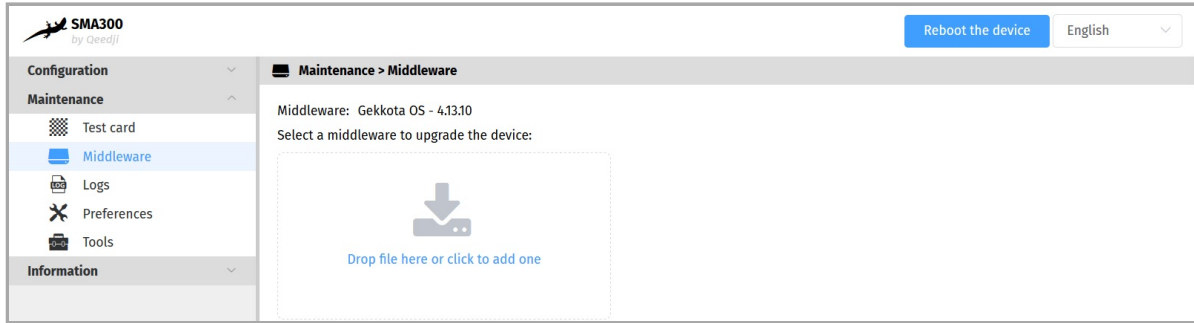 SMA300
by Qeedji
Reboot the device
English
Configuration
Maintenance
Test card
Middleware
LOG
Logs
Preferences
Tools
Information
Maintenance > Middleware
Middleware: Gekkota OS - 4.13.10
Select a middleware to upgrade the device:
Drop file here or click to add one